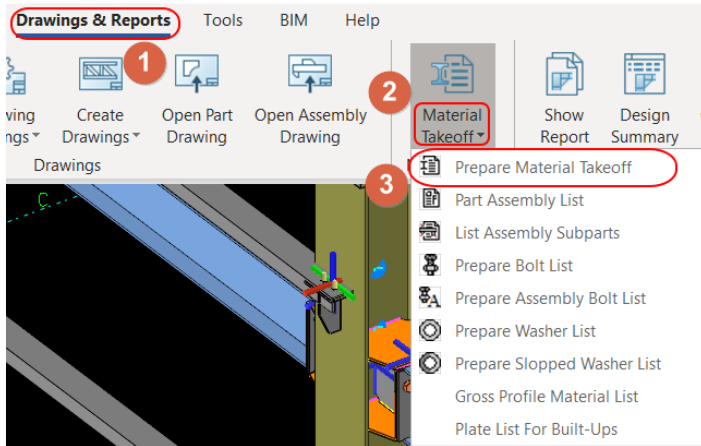 Drawings & Reports Tools BIM Help
1
2
wing Create Open Part Open Assembly Material Show Design
ngs Drawings Drawing Drawing Takeoff Report Summary
Drawings
3
Prepare Material Takeoff
Part Assembly List
List Assembly Subparts
Prepare Bolt List
Prepare Assembly Bolt List
Prepare Washer List
Prepare Slopped Washer List
Gross Profile Material List
Plate List For Built-Ups